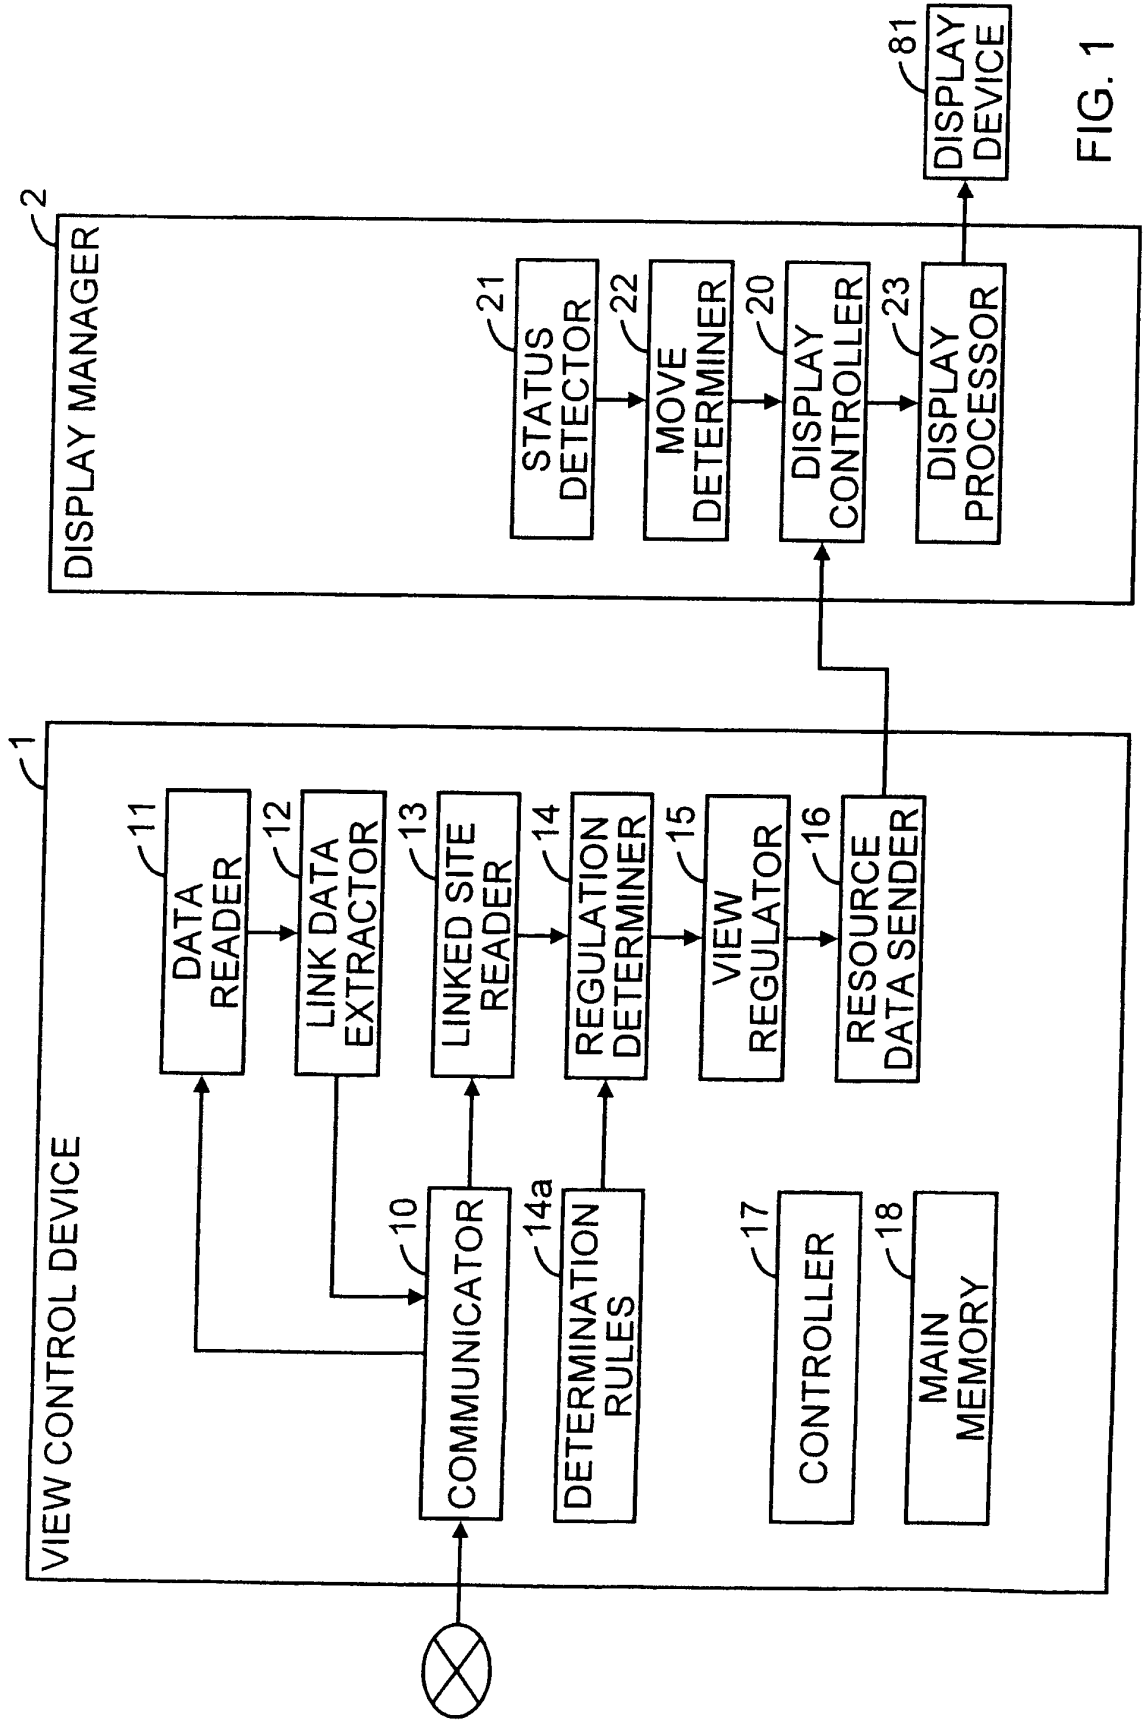 VIEW CONTROL DEVICE
1
COMMUNICATOR
10
DETERMINATION
RULES
14a
CONTROLLER
17
MAIN
MEMORY
18
DATA
READER
11
LINK DATA
EXTRACTOR
12
LINKED SITE
READER
13
REGULATION
DETERMINER
14
VIEW
REGULATOR
15
RESOURCE
DATA SENDER
16
DISPLAY MANAGER
2
STATUS
DETECTOR
21
MOVE
DETERMINER
22
DISPLAY
CONTROLLER
20
DISPLAY
PROCESSOR
23
DISPLAY
DEVICE
81
FIG. 1